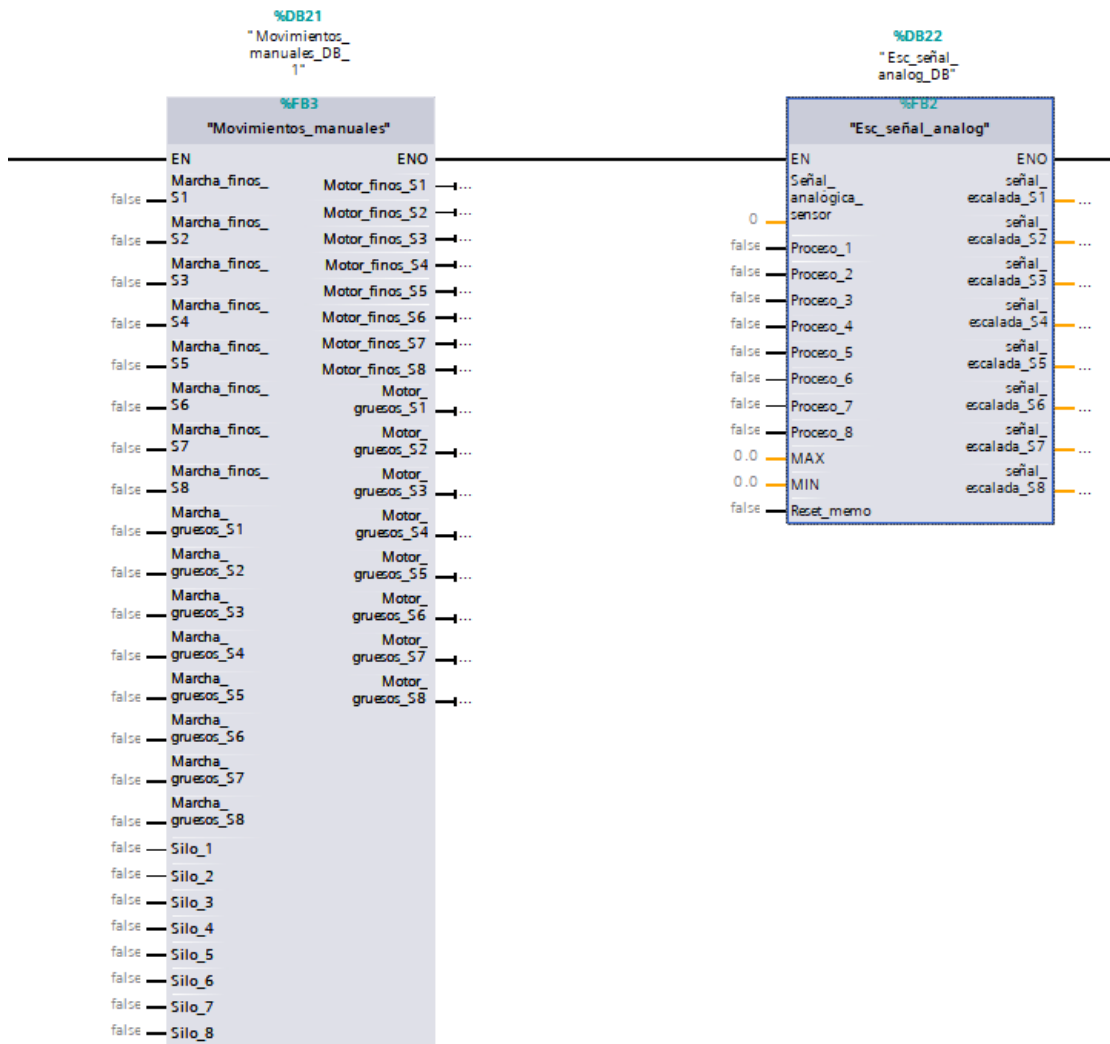 %DB21
"Movimientos_
manuales_DB_
1"
%FB3
"Movimientos_manuales"
EN ENO
false Marcha_finos_
S1
false Marcha_finos_
S2
false Marcha_finos_
S3
false Marcha_finos_
S4
false Marcha_finos_
S5
false Marcha_finos_
S6
false Marcha_finos_
S7
false Marcha_finos_
S8
false Marcha_
gruesos_S1
false Marcha_
gruesos_S2
false Marcha_
gruesos_S3
false Marcha_
gruesos_S4
false Marcha_
gruesos_S5
false Marcha_
gruesos_S6
false Marcha_
gruesos_S7
false Marcha_
gruesos_S8
false Silo_1
false Silo_2
false Silo_3
false Silo_4
false Silo_5
false Silo_6
false Silo_7
false Silo_8
Motor_finos_S1 ...
Motor_finos_S2 ...
Motor_finos_S3 ...
Motor_finos_S4 ...
Motor_finos_S5 ...
Motor_finos_S6 ...
Motor_finos_S7 ...
Motor_finos_S8 ...
Motor_
gruesos_S1 ...
Motor_
gruesos_S2 ...
Motor_
gruesos_S3 ...
Motor_
gruesos_S4 ...
Motor_
gruesos_S5 ...
Motor_
gruesos_S6 ...
Motor_
gruesos_S7 ...
Motor_
gruesos_S8 ...
%DB22
"Esc_señal_
analog_DB"
%FB2
"Esc_señal_analog"
EN ENO
Señal_
analógica_
0 sensor
false Proceso_1
false Proceso_2
false Proceso_3
false Proceso_4
false Proceso_5
false Proceso_6
false Proceso_7
false Proceso_8
0.0 MAX
0.0 MIN
false Reset_memo
señal_
escalada_S1 ...
señal_
escalada_S2 ...
señal_
escalada_S3 ...
señal_
escalada_S4 ...
señal_
escalada_S5 ...
señal_
escalada_S6 ...
señal_
escalada_S7 ...
señal_
escalada_S8 ...